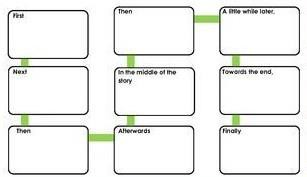 First
Next
Then
Afterwards
In the middle of the
story
Then
A little while later,
Towards the end,
Finally